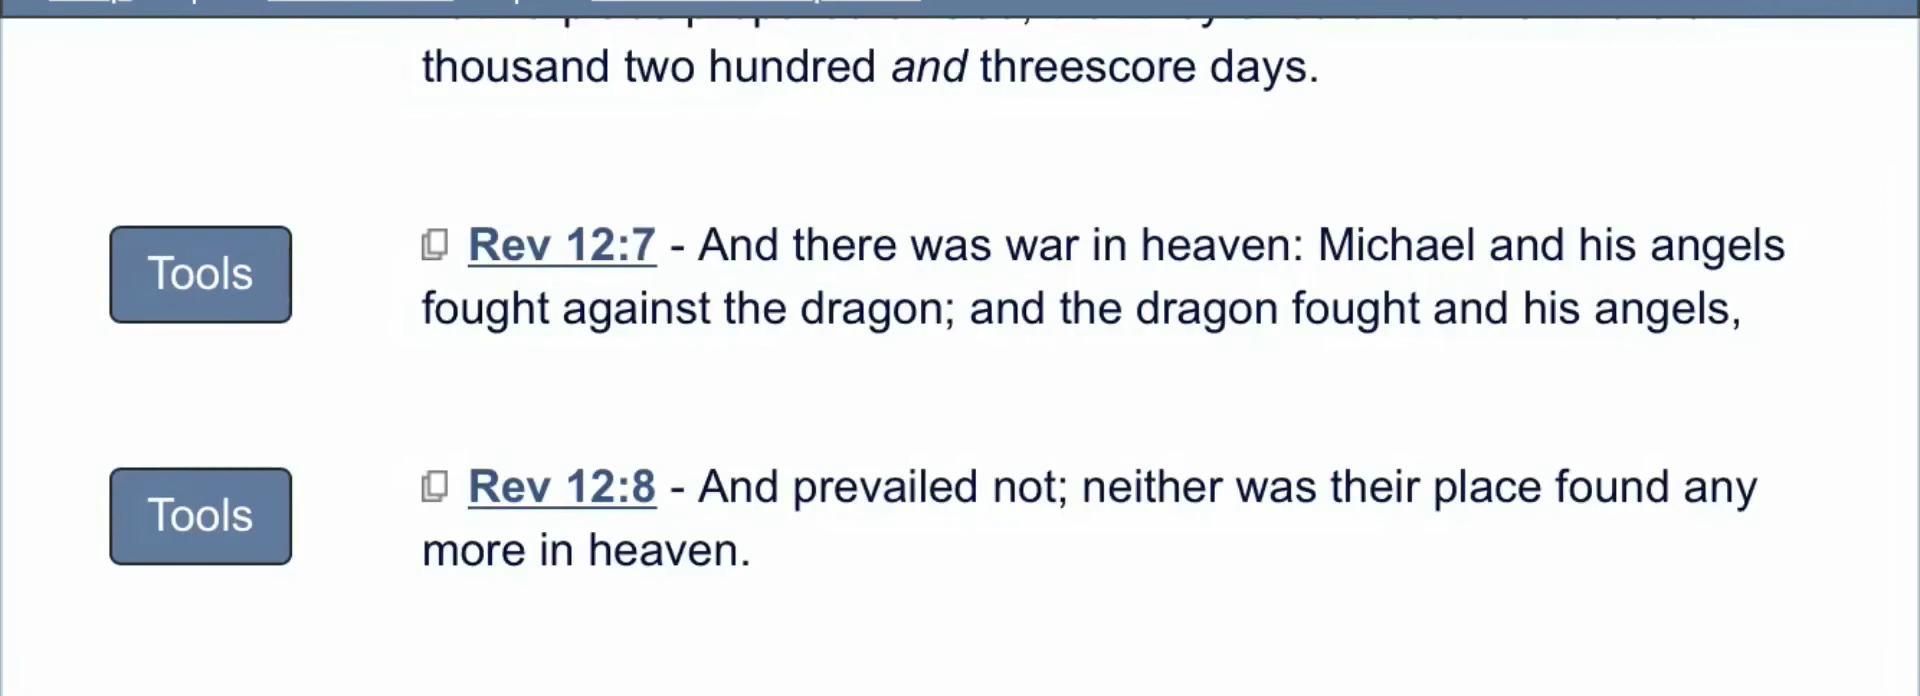 thousand two hundred and threescore days.
Tools
Rev 12:7 - And there was war in heaven: Michael and his angels
fought against the dragon; and the dragon fought and his angels,
Tools
Rev 12:8 - And prevailed not; neither was their place found any
more in heaven.